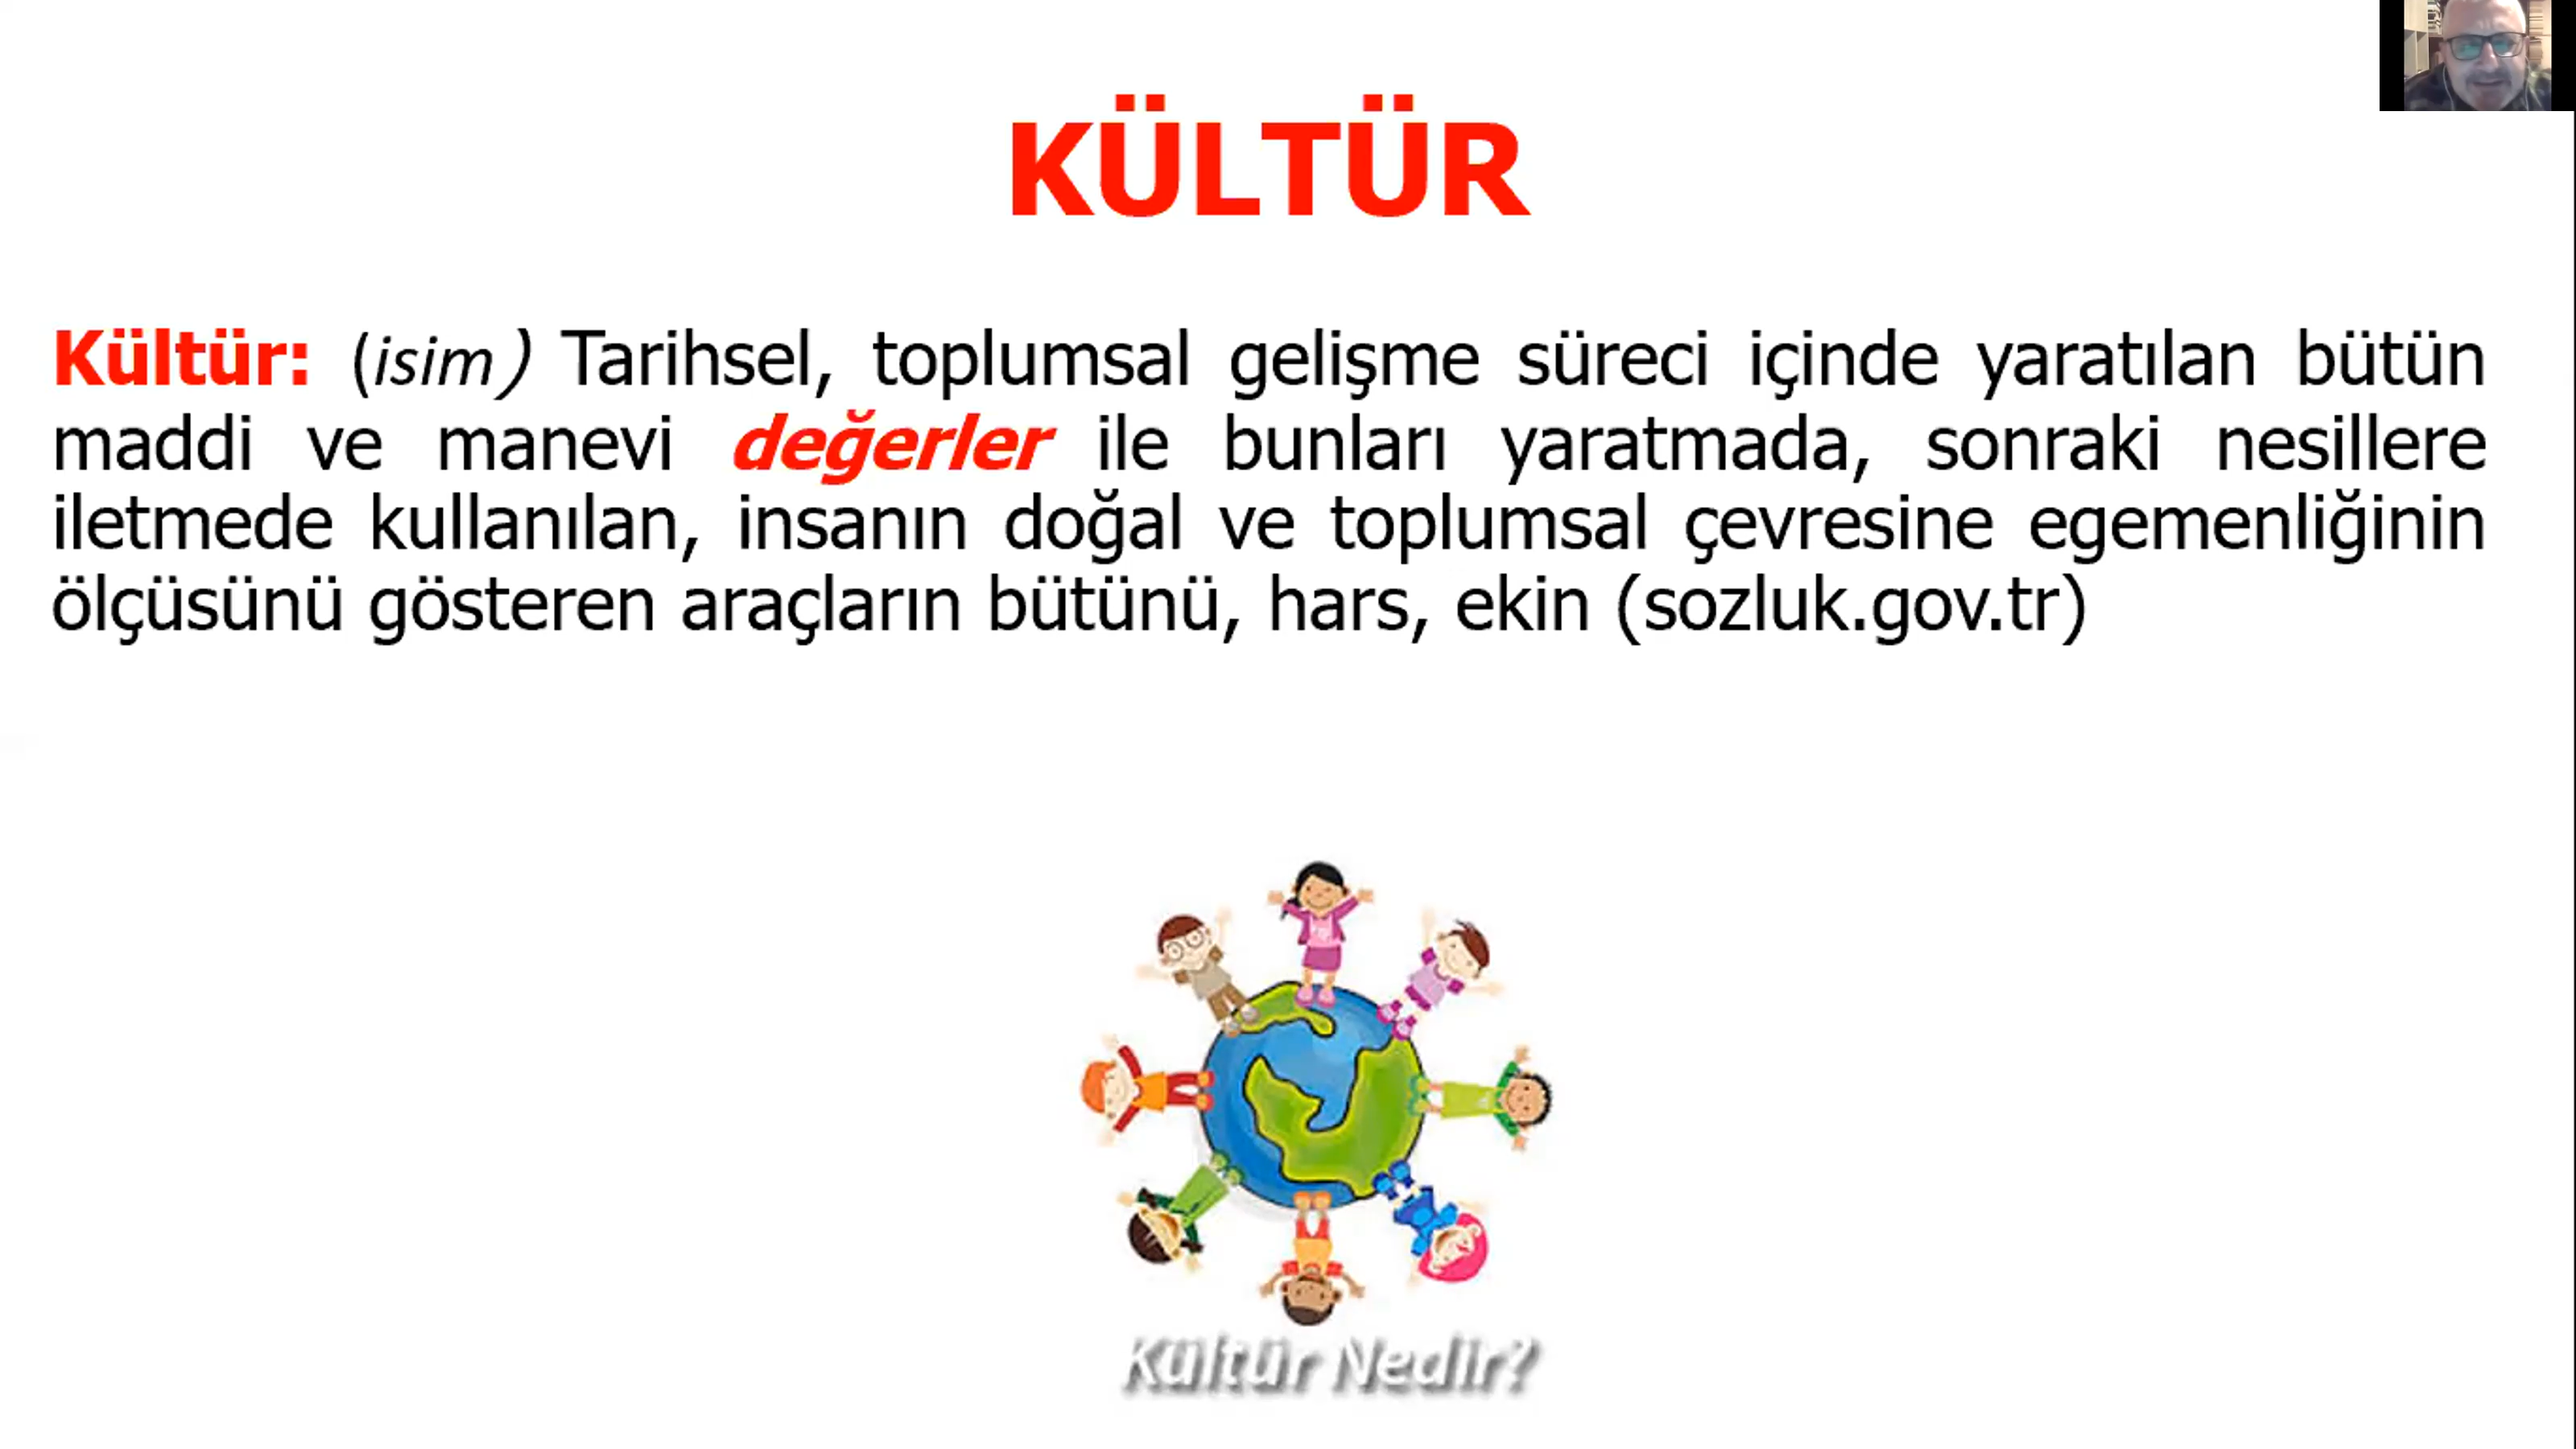 KÜLTÜR
Kültür: (isim) Tarihsel, toplumsal gelişme süreci içinde yaratılan bütün
maddi ve manevi değerler ile bunları yaratmada, sonraki nesillere
iletmede kullanılan, insanın doğal ve toplumsal çevresine egemenliğinin
ölçüsünü gösteren araçların bütünü, hars, ekin (sozluk.gov.tr)
Kültür Nedir?